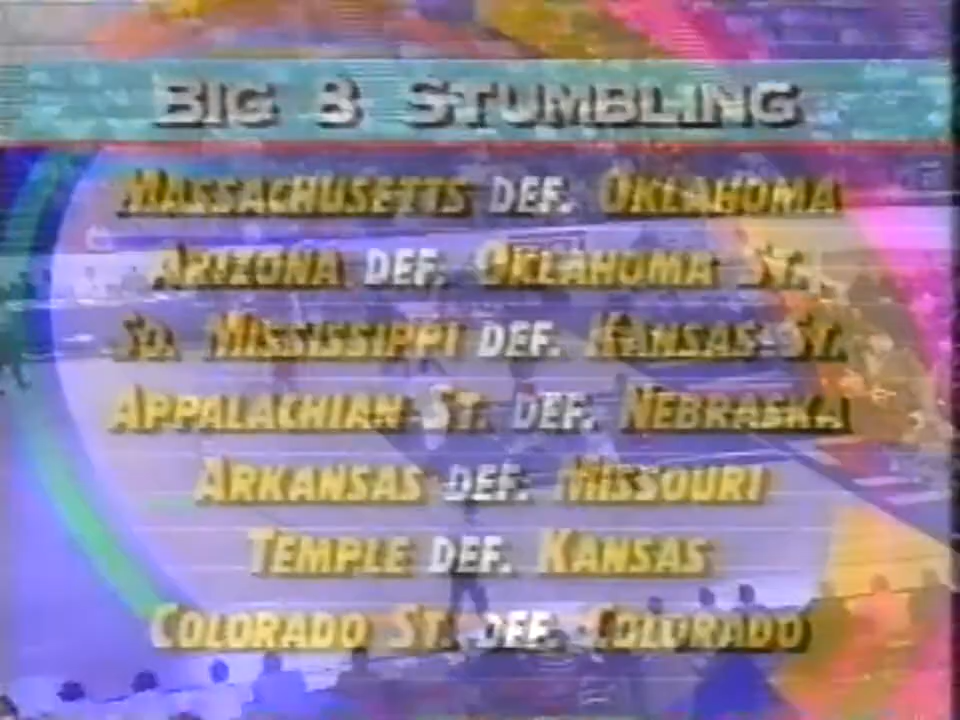 BIG 8 STUMBLING
MASSACHUSETTS DEF. OKLAHOMA
ARIZONA DEF. OKLAHOMA ST.
SO. MISSISSIPPI DEF. KANSAS ST.
APPALACHIAN ST. DEF. NEBRASKA
ARKANSAS DEF. MISSOURI
TEMPLE DEF. KANSAS
COLORADO ST. DEF. COLORADO